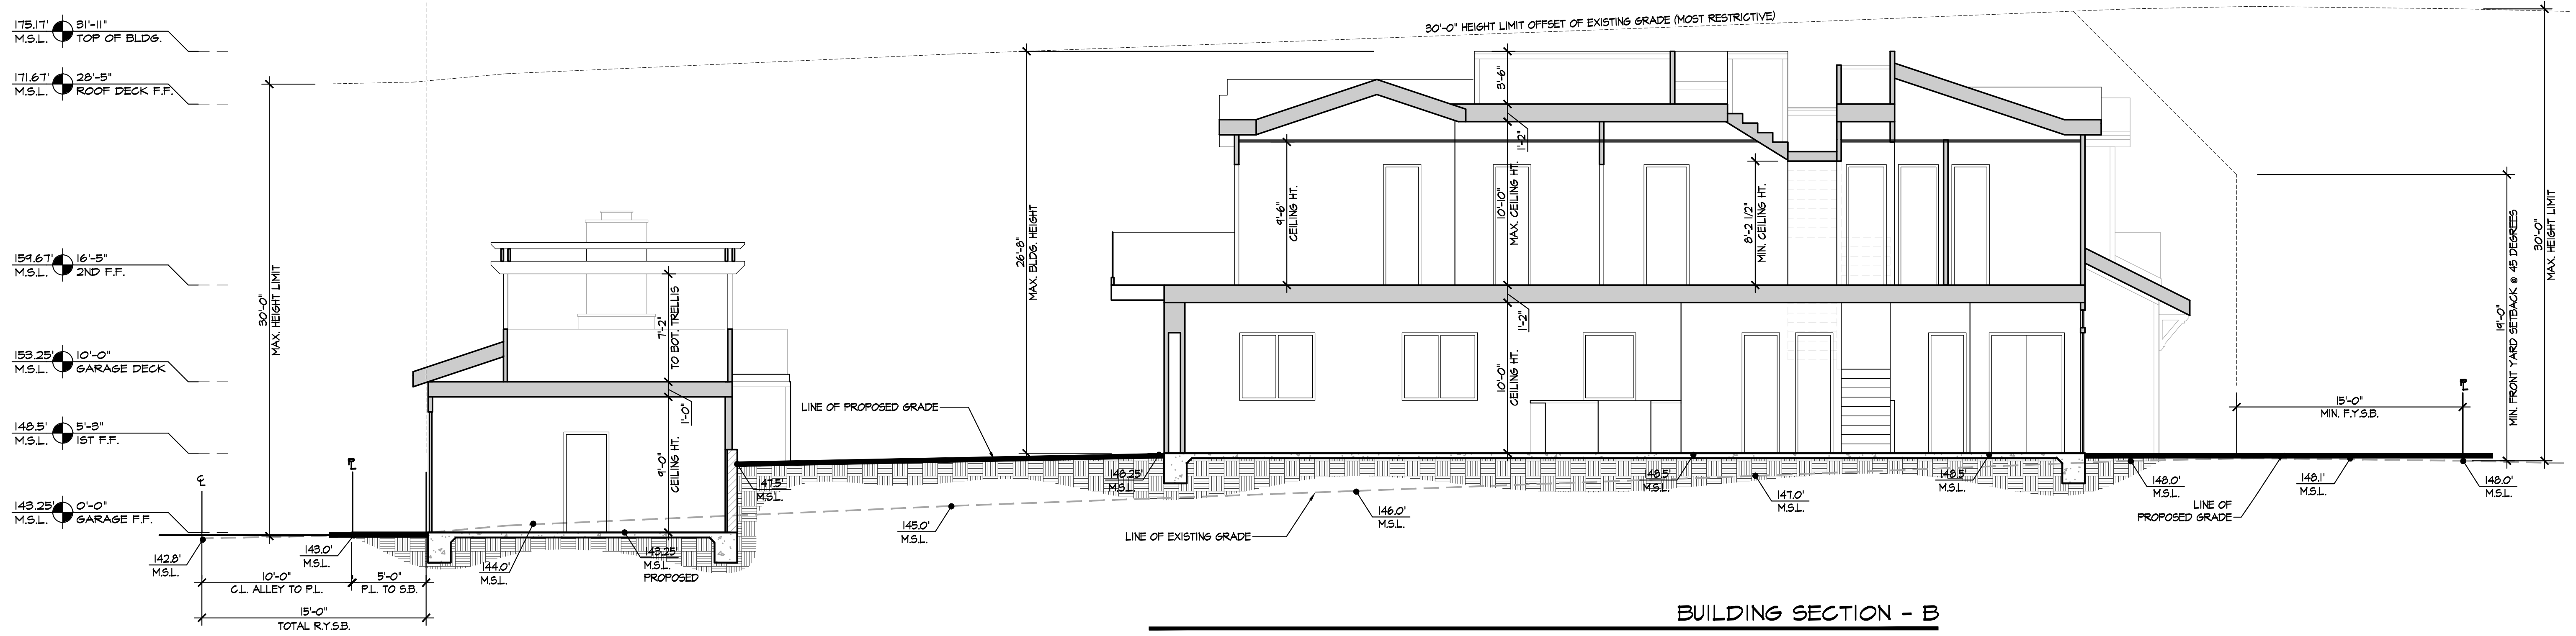 175.17' 31'-11"
M.S.L. TOP OF BLDG.
171.67' 28'-5"
M.S.L. ROOF DECK F.F.
159.67' 16'-5"
M.S.L. 2ND F.F.
153.25' 10'-0"
M.S.L. GARAGE DECK
148.5' 5'-3"
M.S.L. 1ST F.F.
143.25' 0'-0"
M.S.L. GARAGE F.F.
30'-0"
MAX. HEIGHT LIMIT
℄
142.8'
M.S.L.
10'-0"
C.L. ALLEY TO P.L.
15'-0"
TOTAL R.Y.S.B.
PL
143.0'
M.S.L.
5'-0"
P.L. TO S.B.
144.0'
M.S.L.
143.25'
M.S.L.
PROPOSED
7'-2"
TO BOT. TRELLIS
1'-0"
9'-0"
CEILING HT.
147.5'
M.S.L.
LINE OF PROPOSED GRADE
145.0'
M.S.L.
26'-8"
MAX. BLDG. HEIGHT
148.25'
M.S.L.
LINE OF EXISTING GRADE
146.0'
M.S.L.
30'-0" HEIGHT LIMIT OFFSET OF EXISTING GRADE (MOST RESTRICTIVE)
9'-6"
CEILING HT.
3'-6"
1'-2"
10'-10"
MAX. CEILING HT.
1'-2"
10'-0"
CEILING HT.
8'-2 1/2"
MIN. CEILING HT.
148.5'
M.S.L.
147.0'
M.S.L.
148.5'
M.S.L.
148.0'
M.S.L.
LINE OF
PROPOSED GRADE
148.1'
M.S.L.
148.0'
M.S.L.
15'-0"
MIN. F.Y.S.B.
PL
19'-0"
MIN. FRONT YARD SETBACK @ 45 DEGREES
30'-0"
MAX. HEIGHT LIMIT
BUILDING SECTION - B